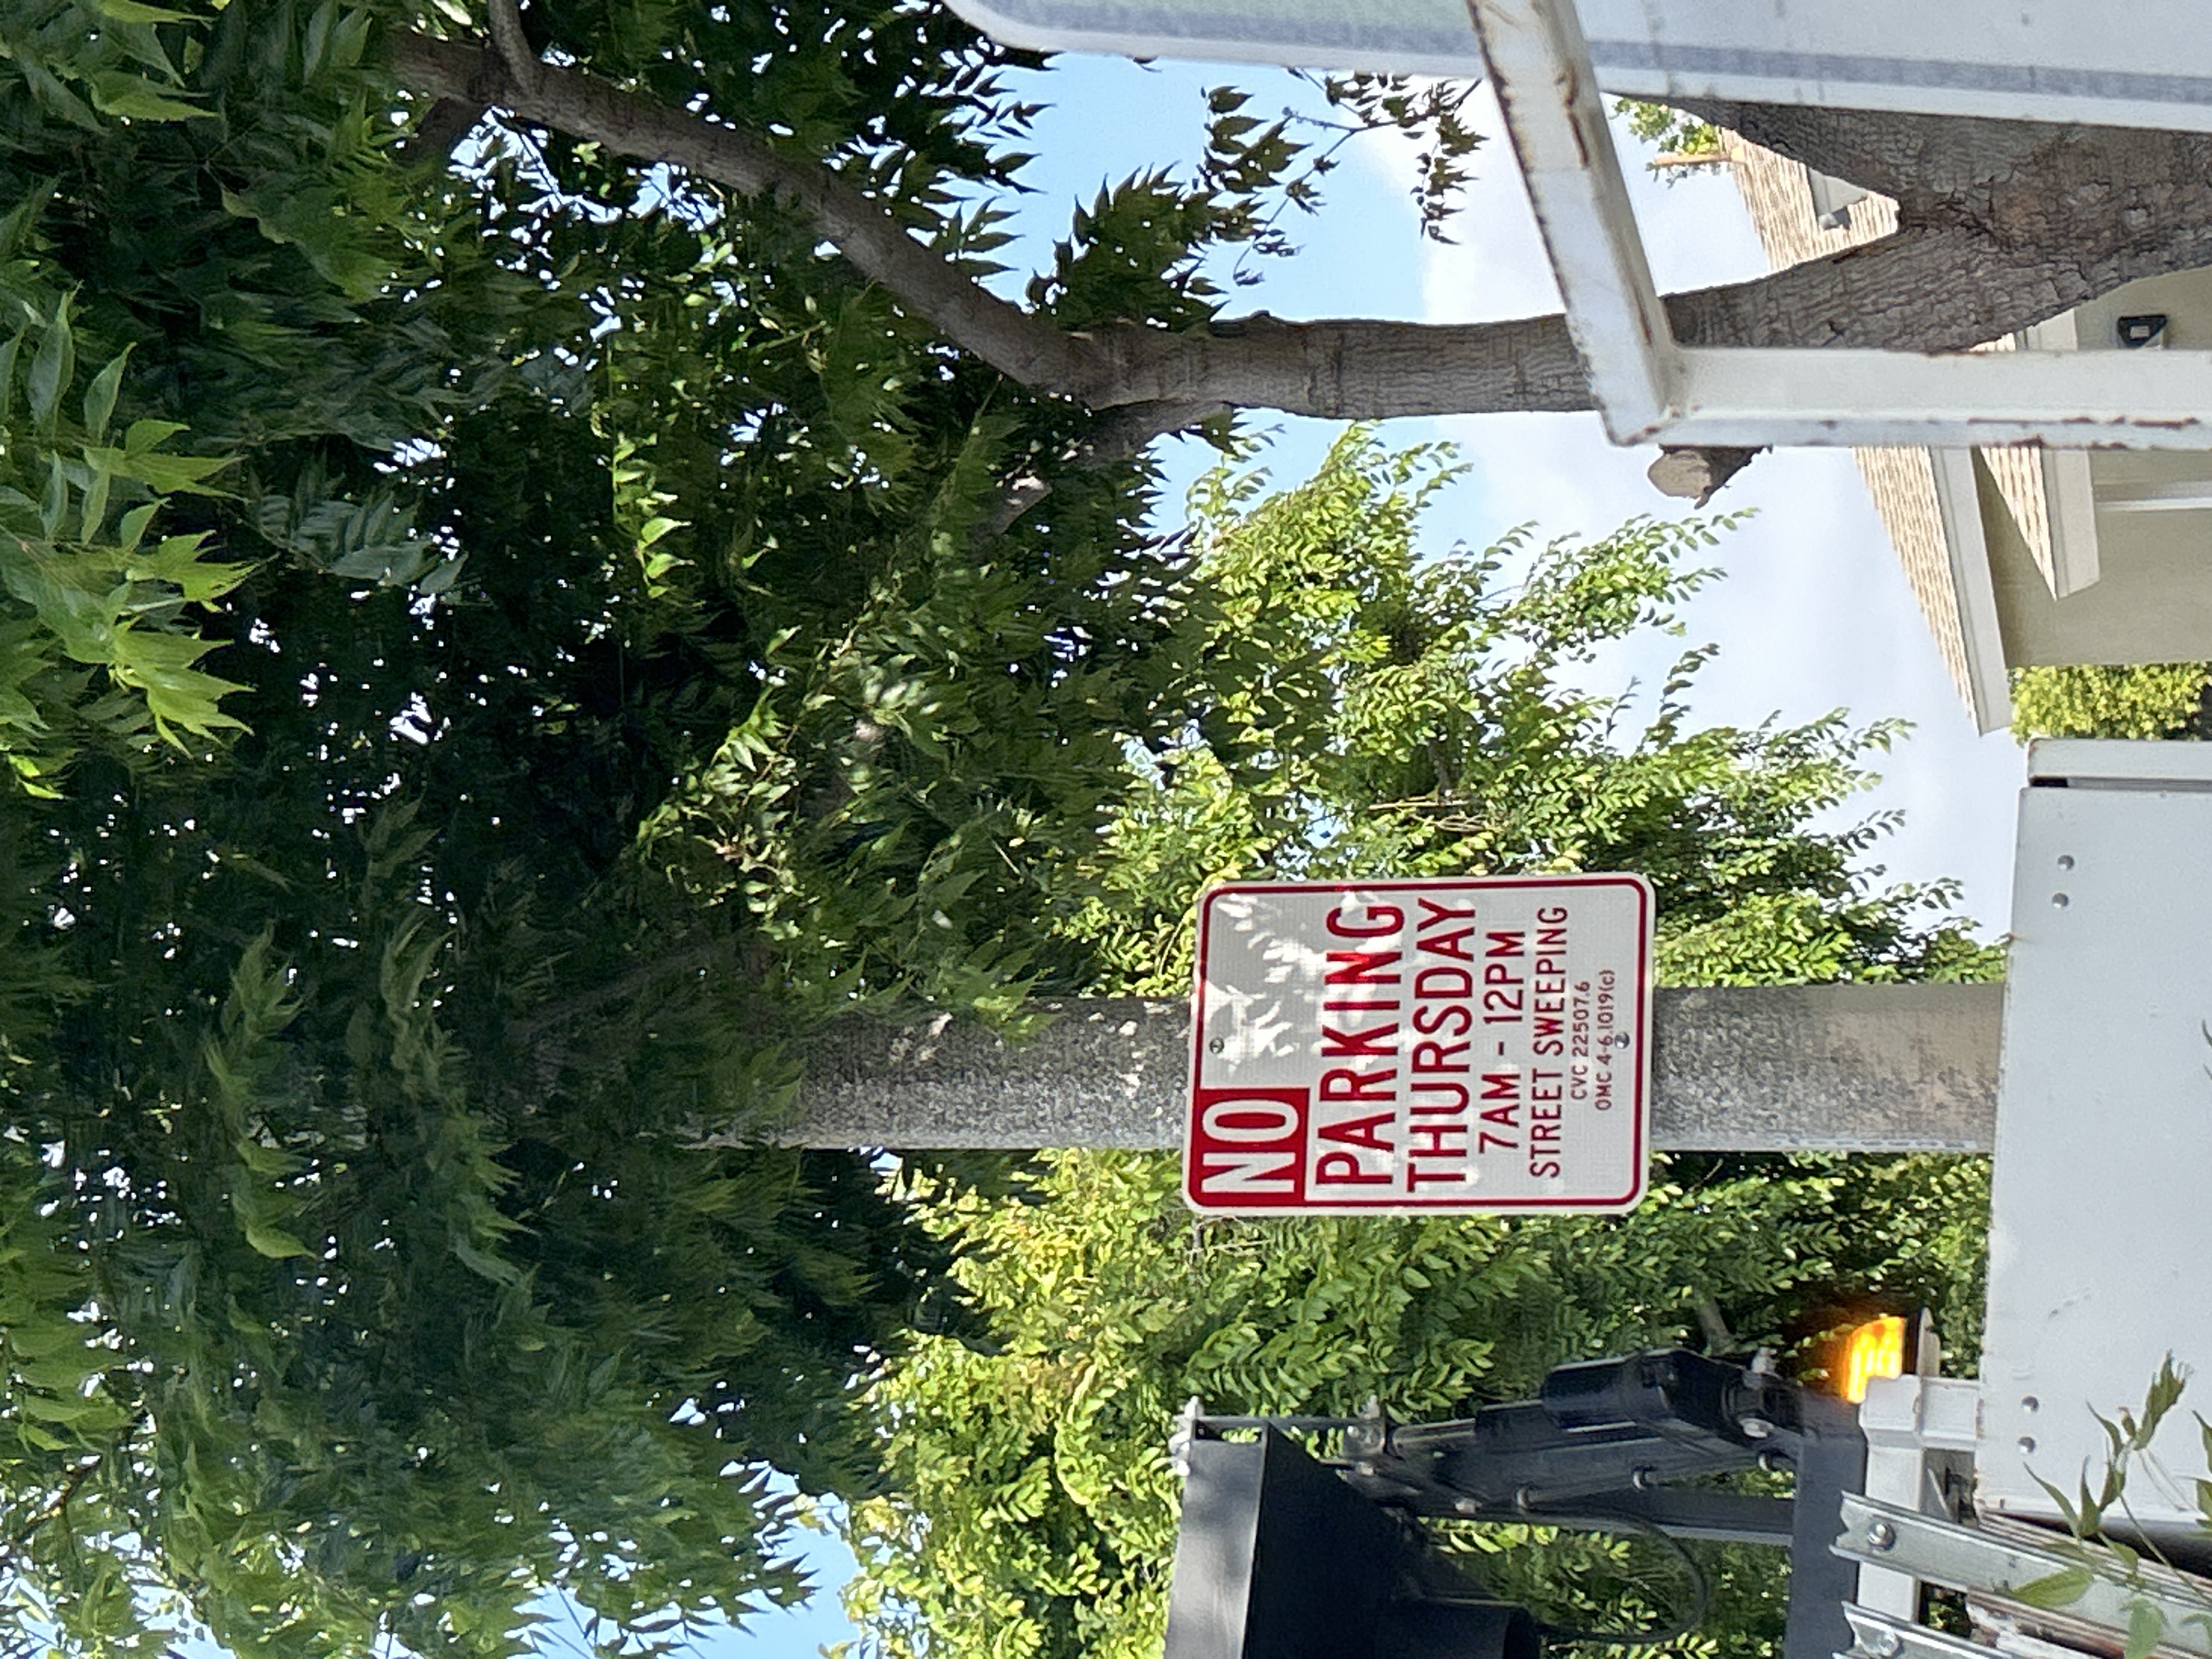 NO
PARKING
THURSDAY
7AM - 12PM
STREET SWEEPING
CVC 22507.6
OMC 4-6.1019(c)